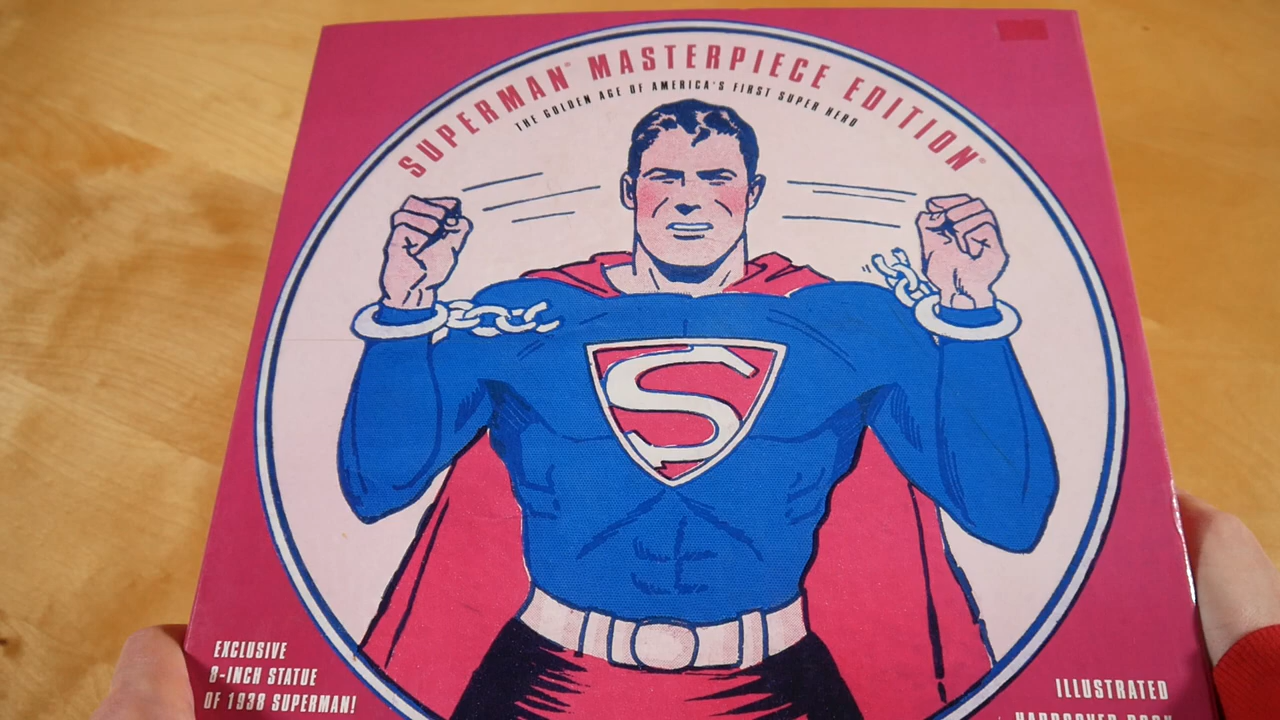 SUPERMAN® MASTERPIECE EDITION®
THE GOLDEN AGE OF AMERICA'S FIRST SUPER HERO
S
EXCLUSIVE
8-INCH STATUE
OF 1938 SUPERMAN!
ILLUSTRATED
HARDCOVER BOOK